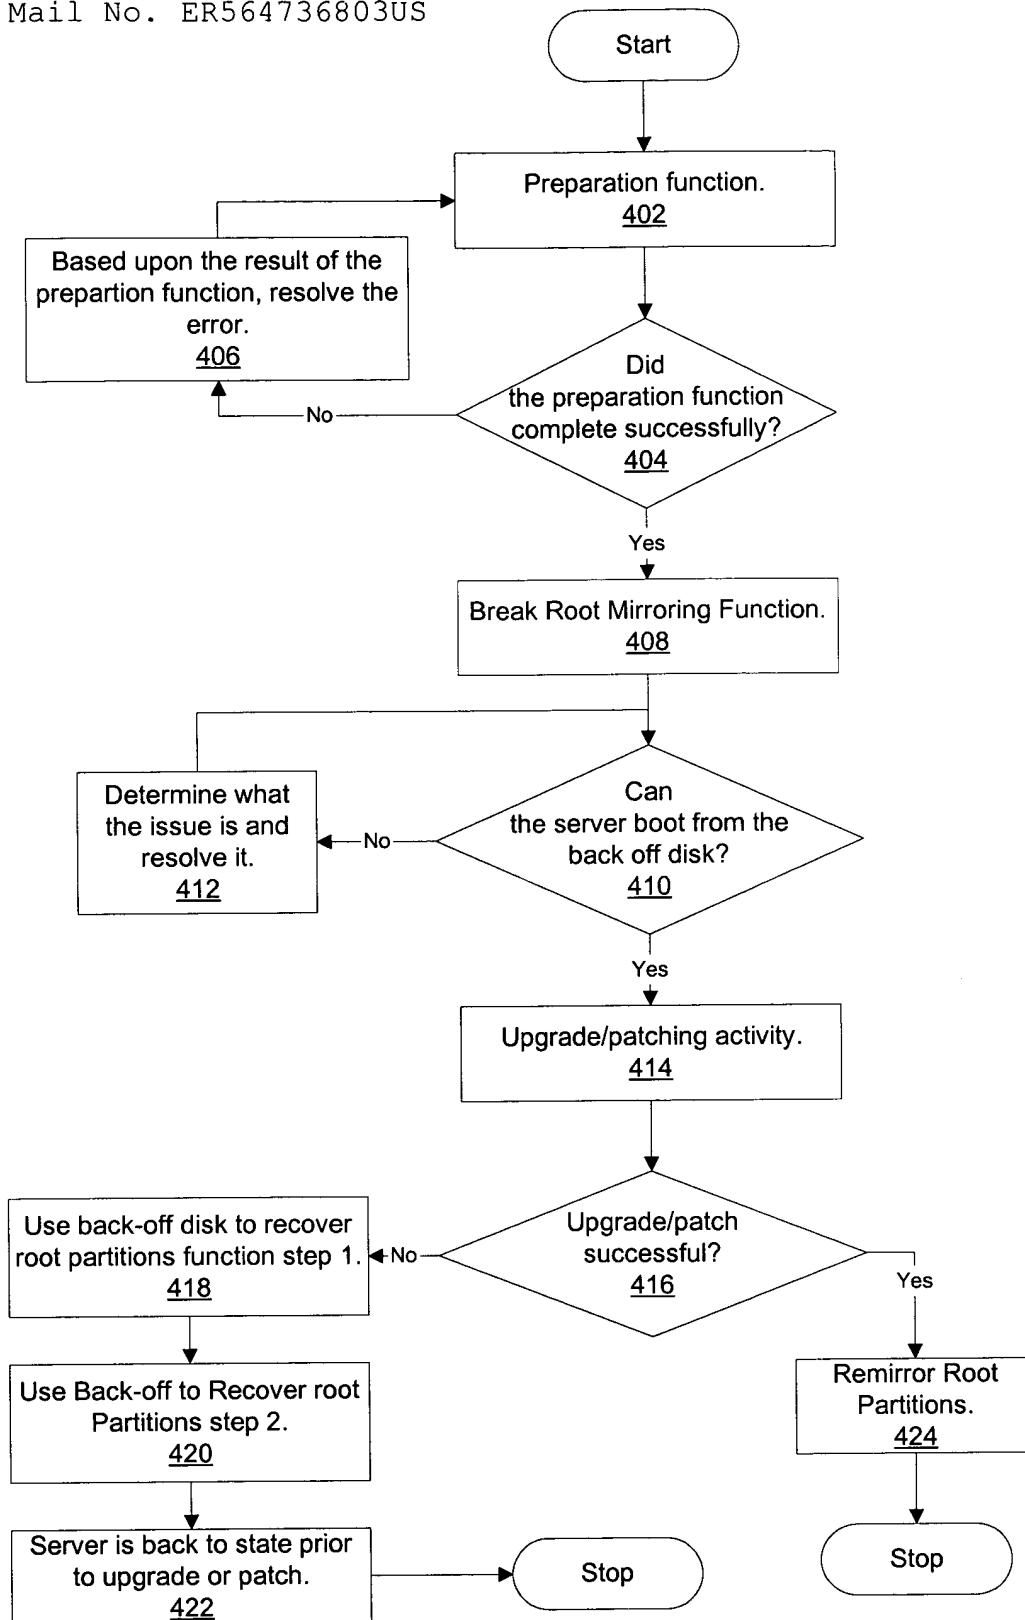 Mail No. ER564736803US
Start
Preparation function.
402
Based upon the result of the
prepartion function, resolve the
error.
406
Did
the preparation function
complete successfully?
404
No
Yes
Break Root Mirroring Function.
408
Determine what
the issue is and
resolve it.
412
No
Can
the server boot from the
back off disk?
410
Yes
Upgrade/patching activity.
414
Use back-off disk to recover
root partitions function step 1.
418
No
Upgrade/patch
successful?
416
Yes
Use Back-off to Recover root
Partitions step 2.
420
Remirror Root
Partitions.
424
Server is back to state prior
to upgrade or patch.
422
Stop
Stop